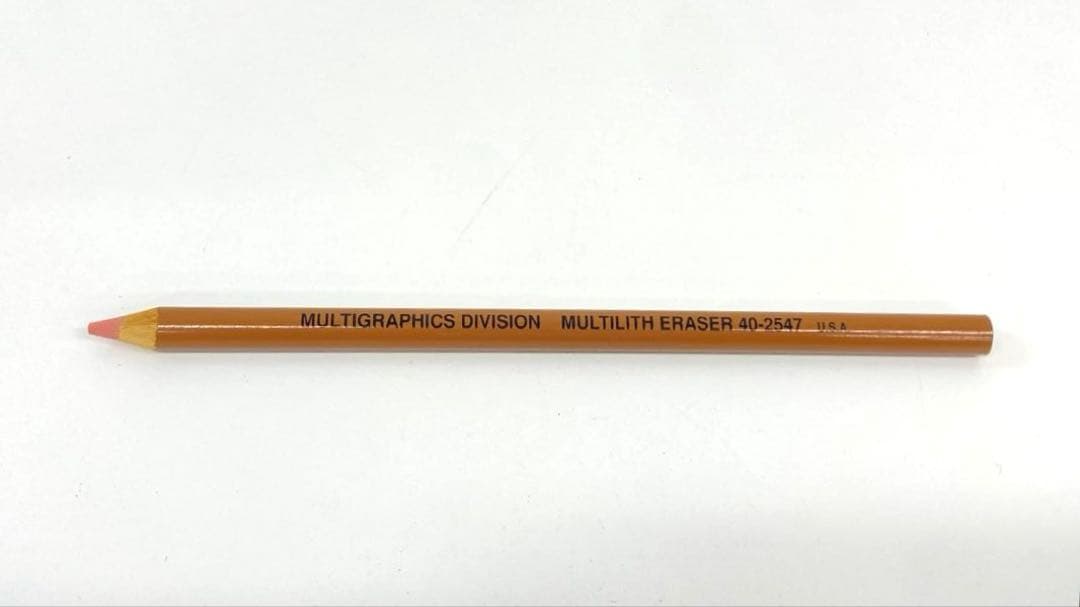 MULTIGRAPHICS DIVISION MULTILITH ERASER 40-2547 U.S.A.